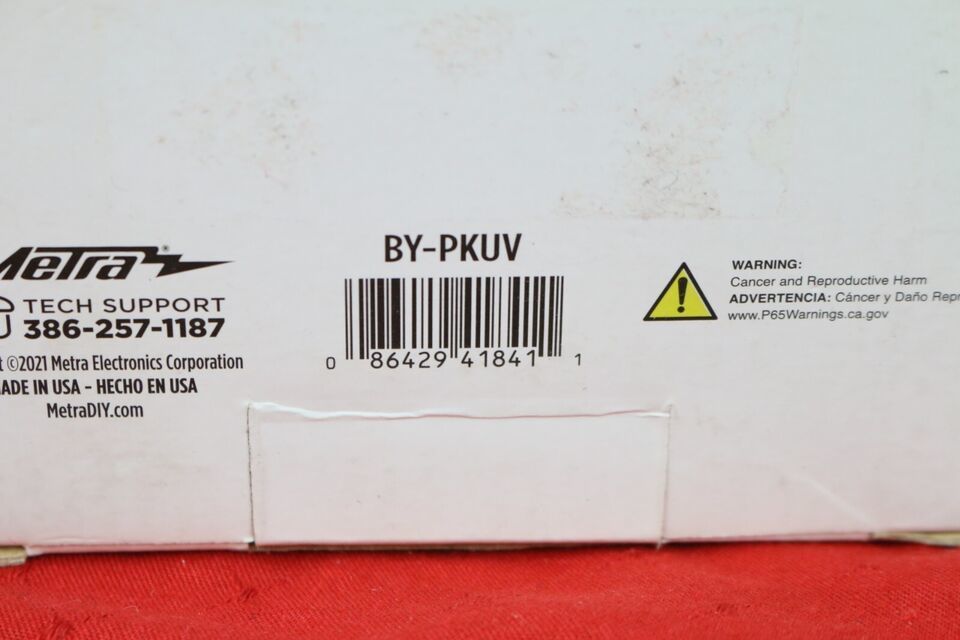 Metra®
TECH SUPPORT
386-257-1187
©2021 Metra Electronics Corporation
MADE IN USA - HECHO EN USA
MetraDIY.com
BY-PKUV
0 86429 41841 1
WARNING:
Cancer and Reproductive Harm
ADVERTENCIA: Cáncer y Daño Repr
www.P65Warnings.ca.gov